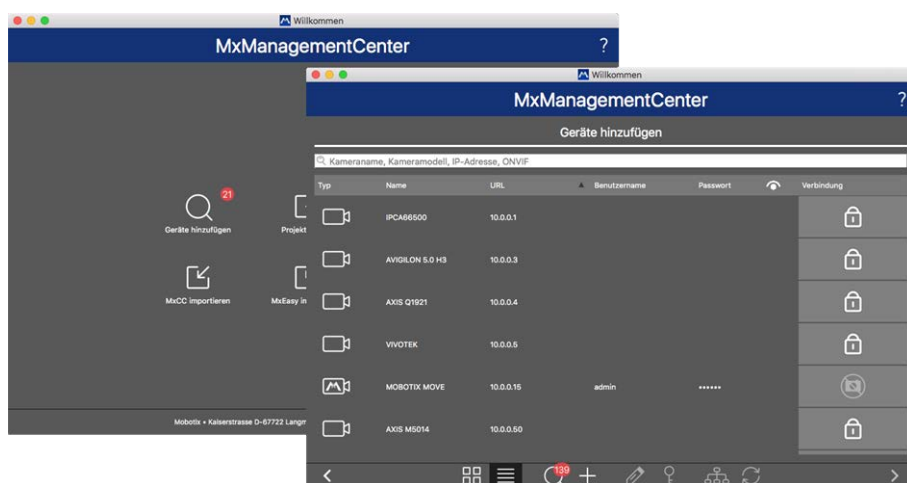 Willkommen
MxManagementCenter ?
21
Geräte hinzufügen
Projekt
MxCC importieren
MxEasy
Mobotix • Kaiserstrasse D-67722
Willkommen
MxManagementCenter ?
Geräte hinzufügen
Kameraname, Kameramodell, IP-Adresse, ONVIF
Typ Name URL Benutzername Passwort Verbindung
IPCA66500 10.0.0.1
AVIGILON 5.0 H3 10.0.0.3
AXIS Q1921 10.0.0.4
VIVOTEK 10.0.0.5
MOBOTIX MOVE 10.0.0.15 admin ••••••
AXIS M5014 10.0.0.50
139